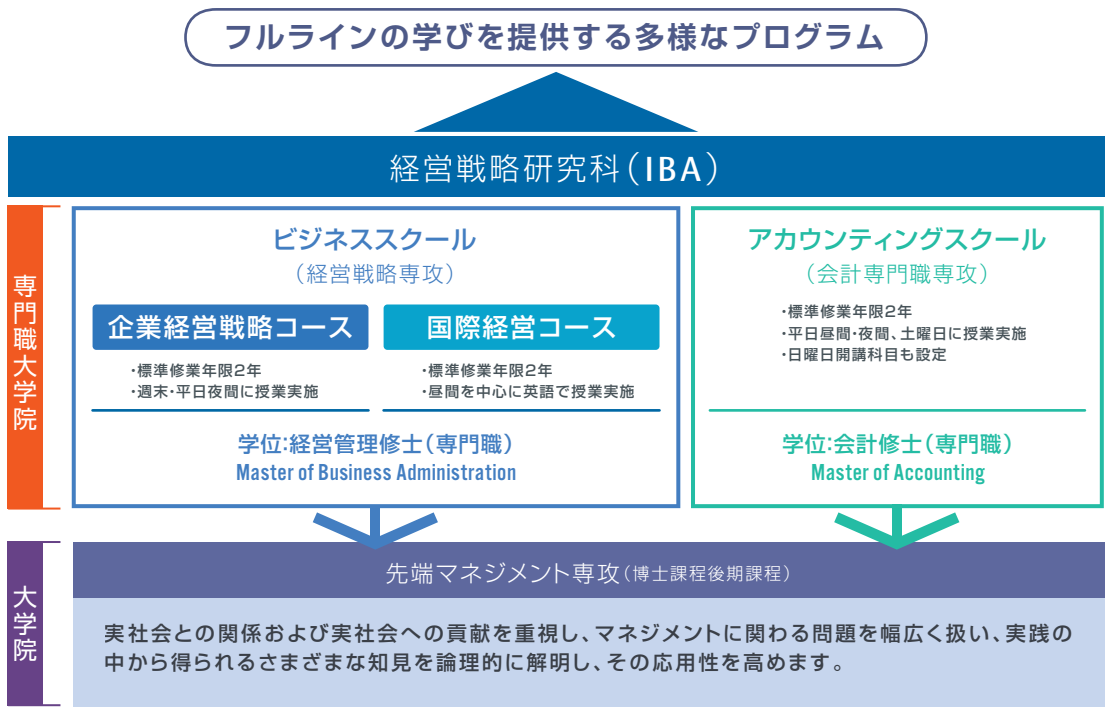 フルラインの学びを提供する多様なプログラム
経営戦略研究科（IBA）
専門職大学院
ビジネススクール
（経営戦略専攻）
企業経営戦略コース
・標準修業年限2年
・週末・平日夜間に授業実施
国際経営コース
・標準修業年限2年
・昼間を中心に英語で授業実施
学位:経営管理修士（専門職）
Master of Business Administration
アカウンティングスクール
（会計専門職専攻）
・標準修業年限2年
・平日昼間・夜間、土曜日に授業実施
・日曜日開講科目も設定
学位:会計修士（専門職）
Master of Accounting
大学院
先端マネジメント専攻（博士課程後期課程）
実社会との関係および実社会への貢献を重視し、マネジメントに関わる問題を幅広く扱い、実践の
中から得られるさまざまな知見を論理的に解明し、その応用性を高めます。